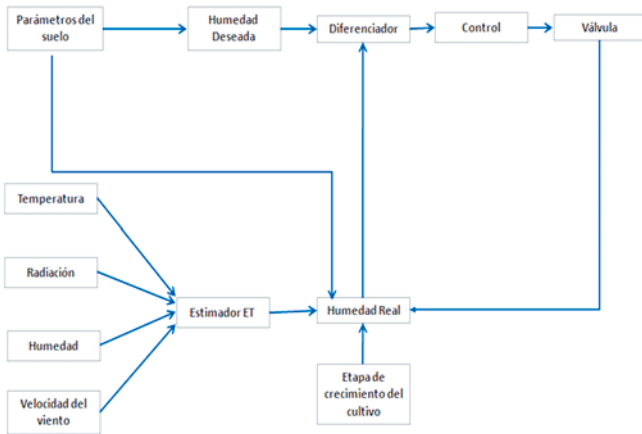 Parámetros del
suelo
Humedad
Deseada
Diferenciador
Control
Válvula
Temperatura
Radiación
Humedad
Velocidad del
viento
Estimador ET
Humedad Real
Etapa de
crecimiento del
cultivo